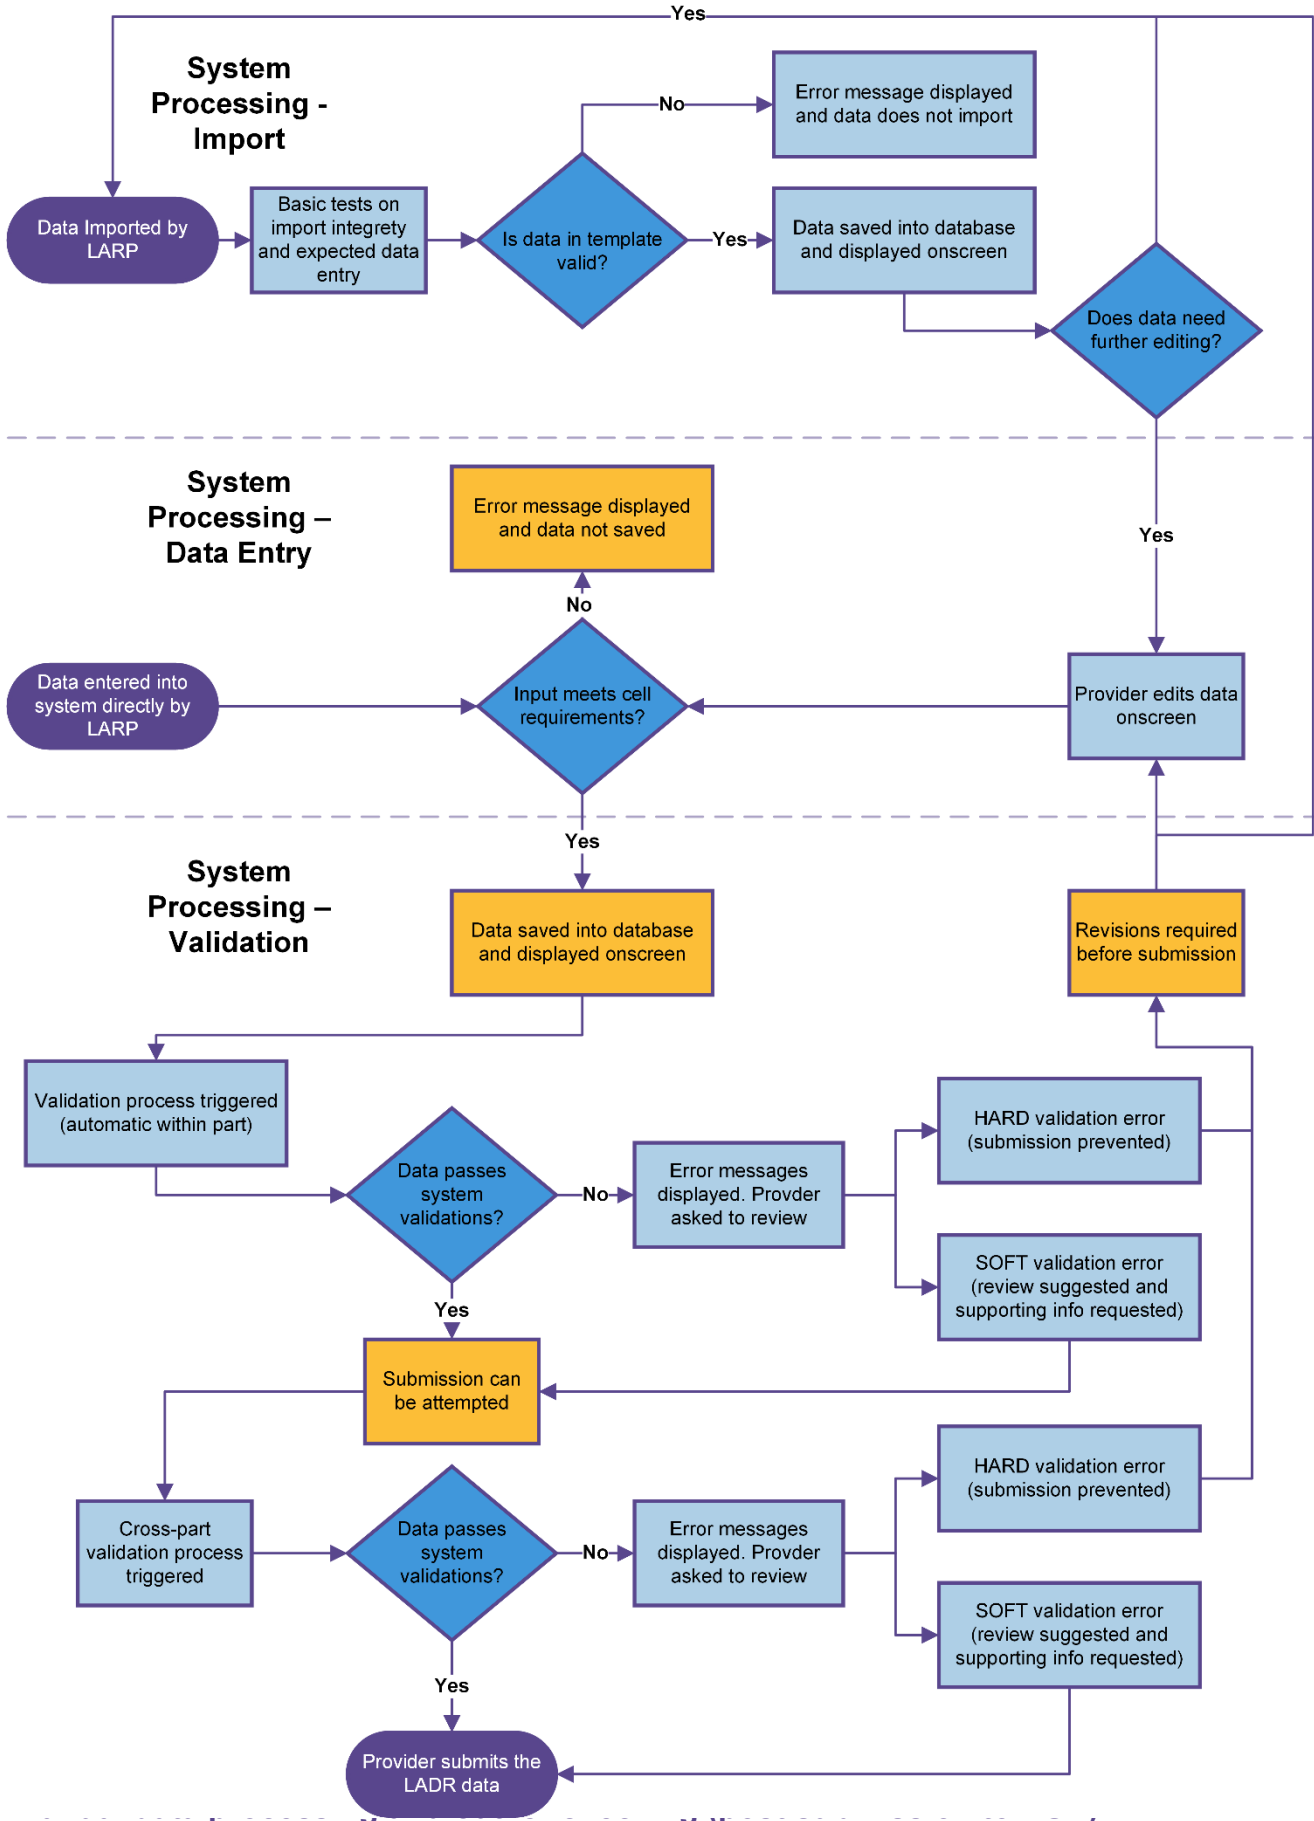 Yes
System
Processing -
Import
Error message displayed
and data does not import
No
Data Imported by
LARP
Basic tests on
import integrety
and expected data
entry
Is data in template
valid?
Yes
Data saved into database
and displayed onscreen
Does data need
further editing?
System
Processing –
Data Entry
Error message displayed
and data not saved
Yes
No
Data entered into
system directly by
LARP
Input meets cell
requirements?
Provider edits data
onscreen
Yes
System
Processing –
Validation
Data saved into database
and displayed onscreen
Revisions required
before submission
Validation process triggered
(automatic within part)
Data passes
system
validations?
No
Error messages
displayed. Provder
asked to review
HARD validation error
(submission prevented)
SOFT validation error
(review suggested and
supporting info requested)
Yes
Submission can
be attempted
Cross-part
validation process
triggered
Data passes
system
validations?
No
Error messages
displayed. Provder
asked to review
HARD validation error
(submission prevented)
SOFT validation error
(review suggested and
supporting info requested)
Yes
Provider submits the
LADR data